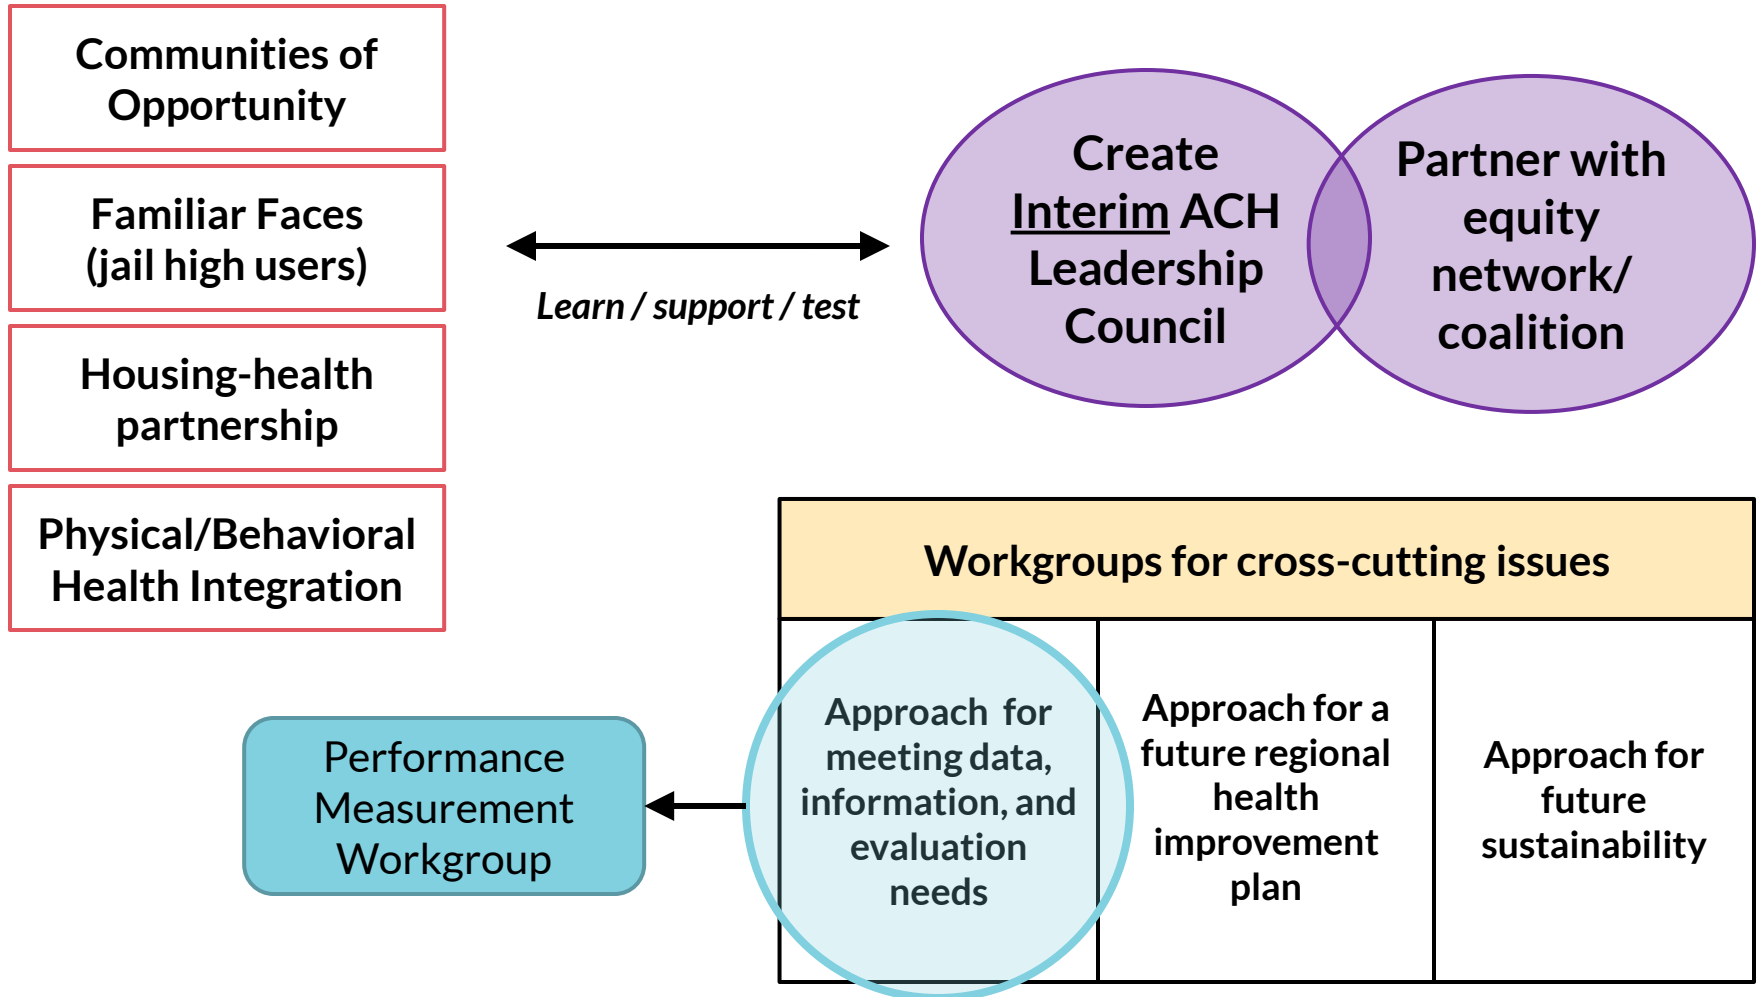 Communities of
Opportunity
Familiar Faces
(jail high users)
Housing-health
partnership
Physical/Behavioral
Health Integration
Learn / support / test
Create
Interim ACH
Leadership
Council
Partner with
equity
network/
coalition
Workgroups for cross-cutting issues
Approach for
meeting data,
information, and
evaluation
needs
Approach for a
future regional
health
improvement
plan
Approach for
future
sustainability
Performance
Measurement
Workgroup